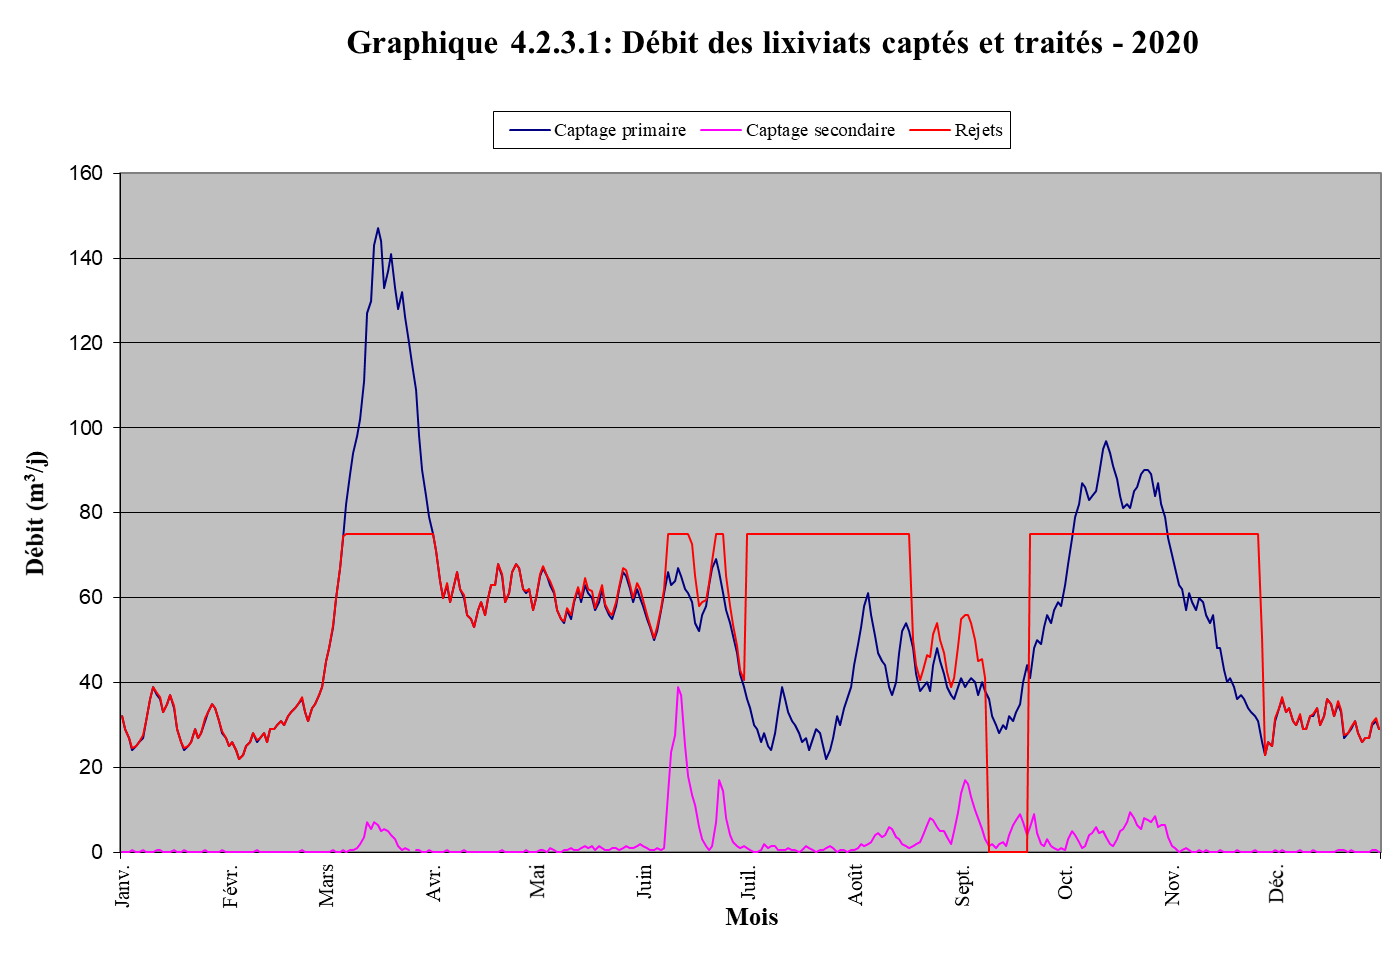 Graphique 4.2.3.1: Débit des lixiviats captés et traités - 2020
Captage primaire
Captage secondaire
Rejets
160
140
120
100
80
60
40
20
0
Débit (m³/j)
Janv.
Févr.
Mars
Avr.
Mai
Juin
Juil.
Août
Sept.
Oct.
Nov.
Déc.
Mois